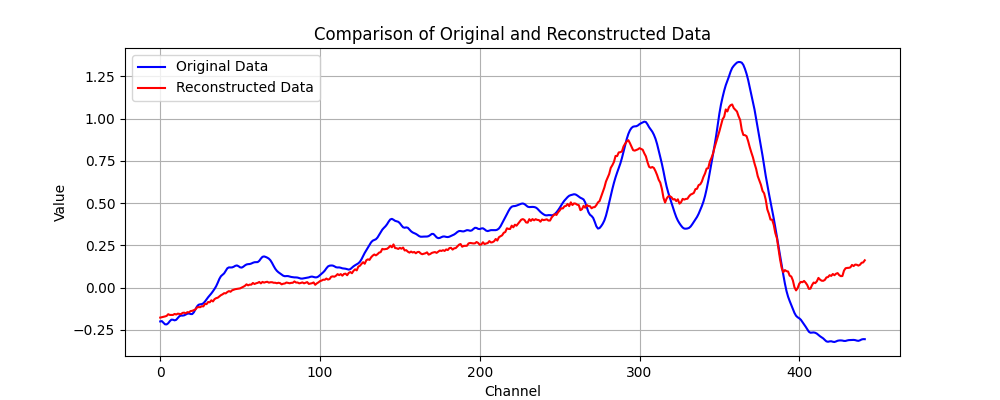 Comparison of Original and Reconstructed Data
Original Data
Reconstructed Data
1.25
1.00
0.75
0.50
0.25
0.00
−0.25
Value
0
100
200
300
400
Channel